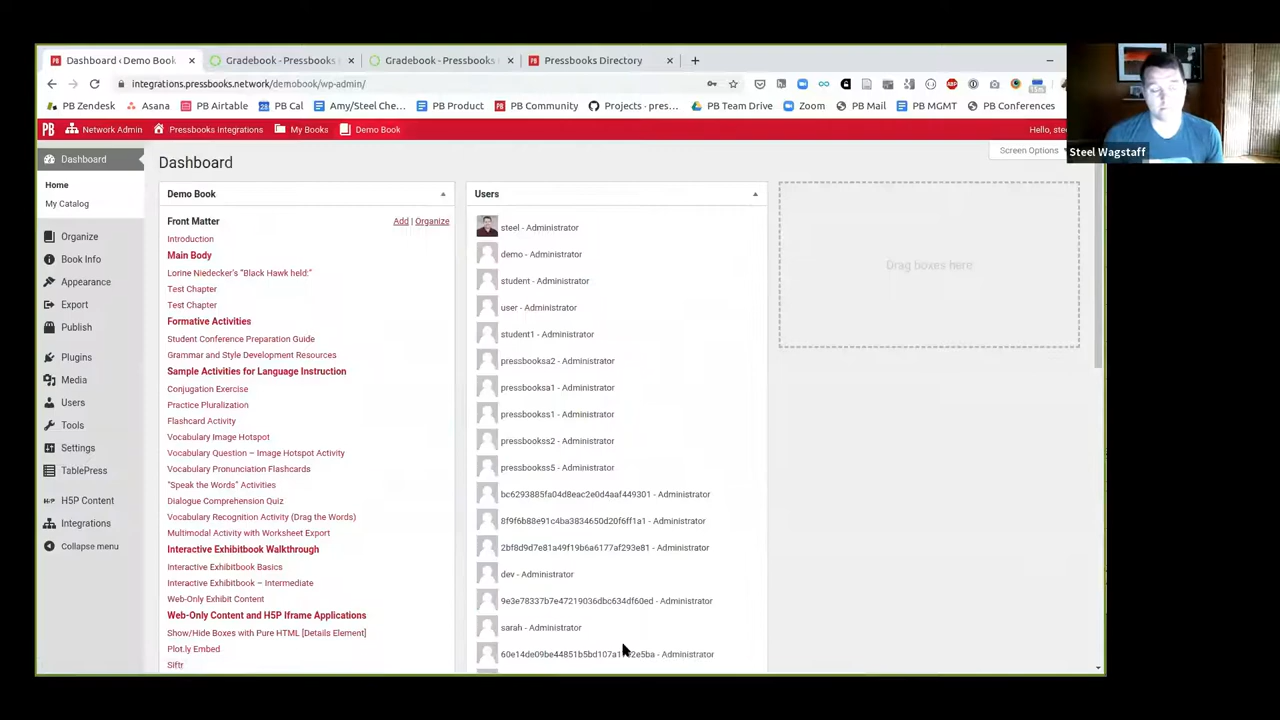 Dashboard ‹ Demo Book
Gradebook - Pressbooks
Gradebook - Pressbooks
Pressbooks Directory
integrations.pressbooks.network/demobook/wp-admin/
PB Zendesk
Asana
PB Airtable
PB Cal
Amy/Steel Che...
PB Product
PB Community
Projects · pres...
PB Team Drive
Zoom
PB Mail
PB MGMT
PB Conferences
Network Admin
Pressbooks Integrations
My Books
Demo Book
Hello, stee
Steel Wagstaff
Screen Options
Dashboard
Home
My Catalog
Organize
Book Info
Appearance
Export
Publish
Plugins
Media
Users
Tools
Settings
TablePress
H5P Content
Integrations
Collapse menu
Dashboard
Demo Book
Front Matter
Add | Organize
Introduction
Main Body
Lorine Niedecker's "Black Hawk held:"
Test Chapter
Test Chapter
Formative Activities
Student Conference Preparation Guide
Grammar and Style Development Resources
Sample Activities for Language Instruction
Conjugation Exercise
Practice Pluralization
Flashcard Activity
Vocabulary Image Hotspot
Vocabulary Question – Image Hotspot Activity
Vocabulary Pronunciation Flashcards
"Speak the Words" Activities
Dialogue Comprehension Quiz
Vocabulary Recognition Activity (Drag the Words)
Multimodal Activity with Worksheet Export
Interactive Exhibitbook Walkthrough
Interactive Exhibitbook Basics
Interactive Exhibitbook – Intermediate
Web-Only Exhibit Content
Web-Only Content and H5P Iframe Applications
Show/Hide Boxes with Pure HTML [Details Element]
Plot.ly Embed
Siftr
Users
steel - Administrator
demo - Administrator
student - Administrator
user - Administrator
student1 - Administrator
pressbooksa2 - Administrator
pressbooksa1 - Administrator
pressbookss1 - Administrator
pressbookss2 - Administrator
pressbookss5 - Administrator
bc6293885fa04d8eac2e0d4aaf449301 - Administrator
8f9f6b88e91c4ba3834650d20f6ff1a1 - Administrator
2bf8d9d7e81a49f19b6a6177af293e81 - Administrator
dev - Administrator
9e3e78337b7e47219036dbc634df60ed - Administrator
sarah - Administrator
- Administrator
Drag boxes here